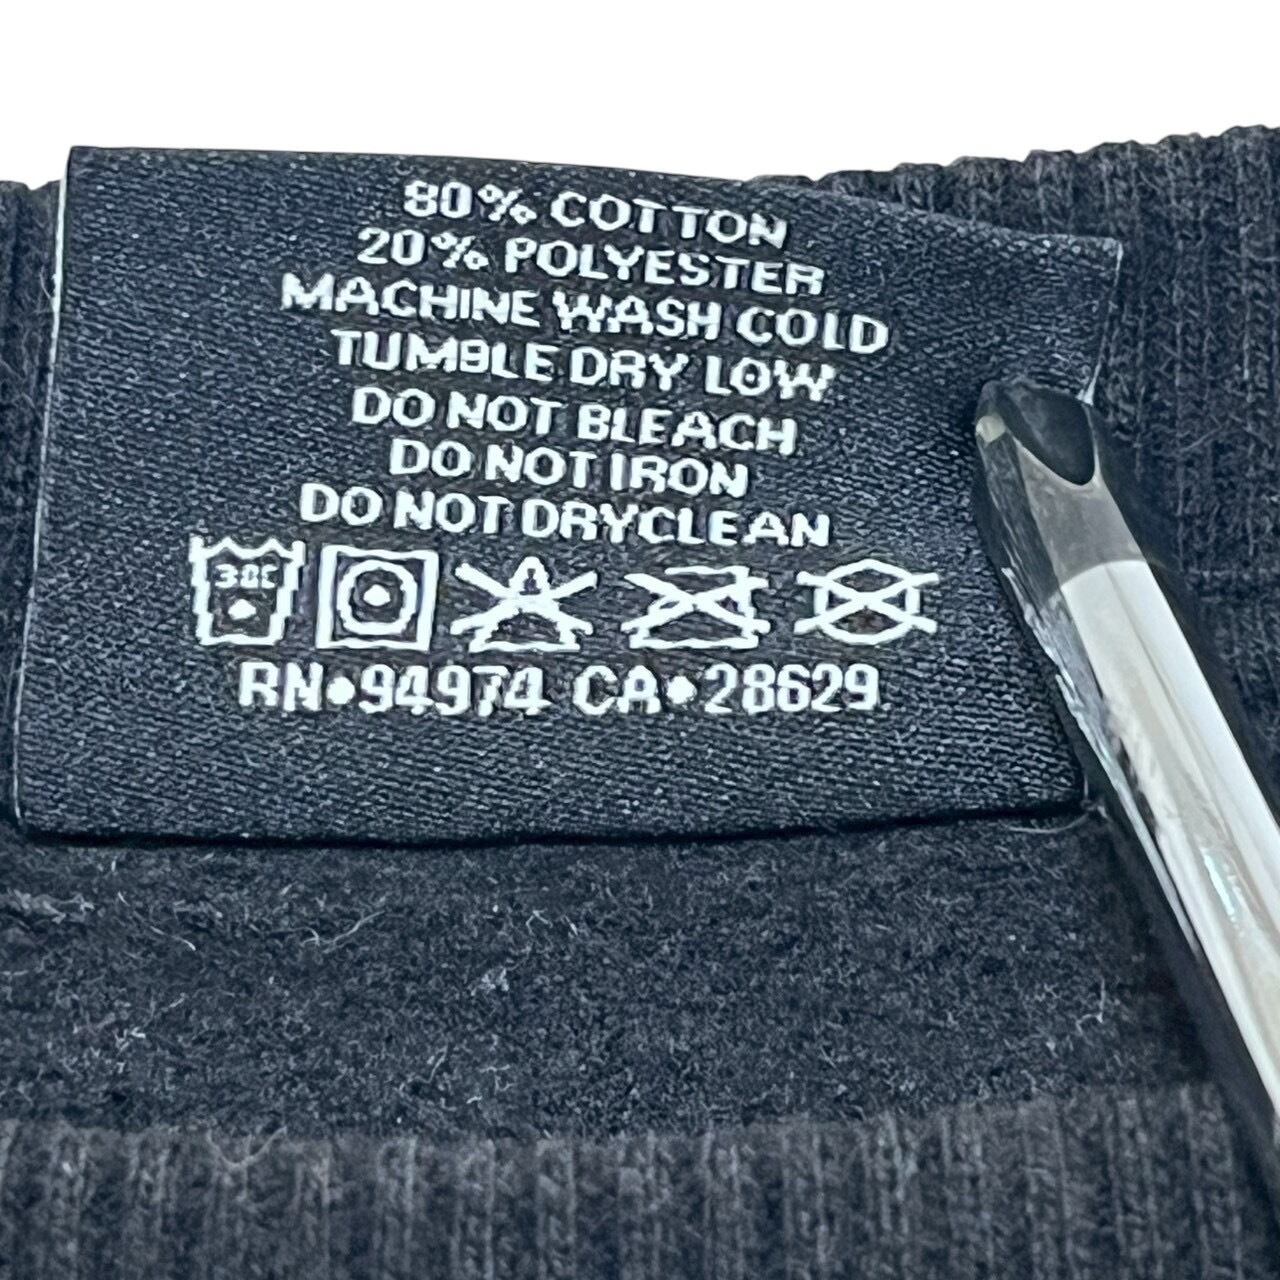 80% COTTON
20% POLYESTER
MACHINE WASH COLD
TUMBLE DRY LOW
DO NOT BLEACH
DO NOT IRON
DO NOT DRYCLEAN
30C
RN•94974 CA•28629